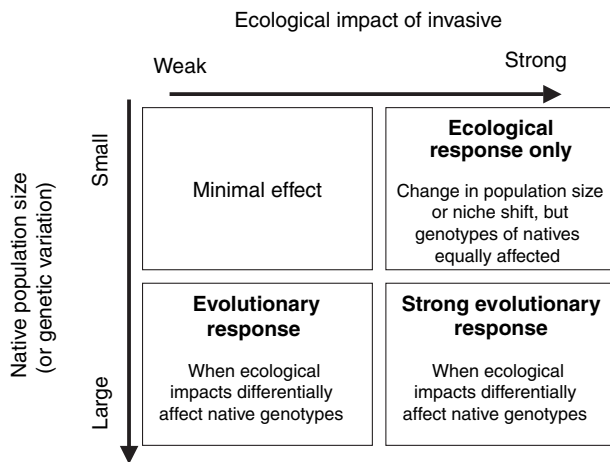 Ecological impact of invasive
Weak
Strong
Native population size
(or genetic variation)
Small
Large
Minimal effect
Ecological
response only
Change in population size
or niche shift, but
genotypes of natives
equally affected
Evolutionary
response
When ecological
impacts differentially
affect native genotypes
Strong evolutionary
response
When ecological
impacts differentially
affect native genotypes